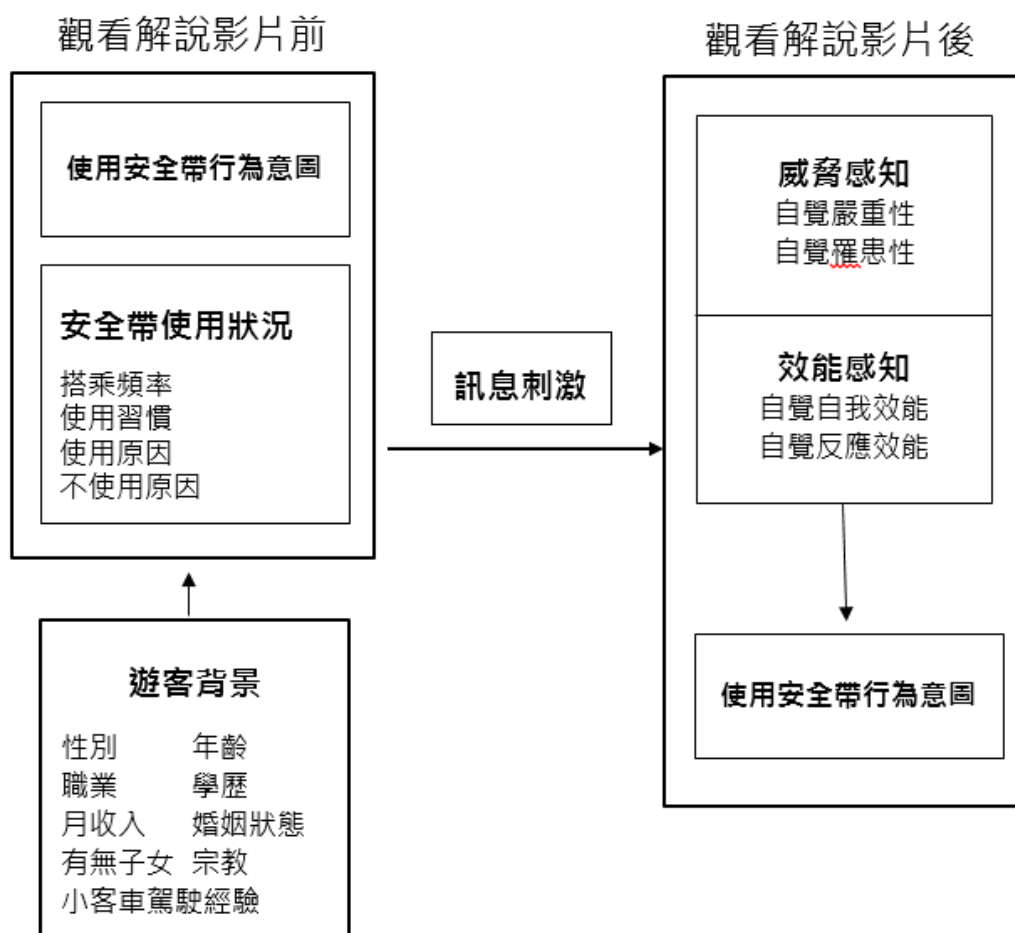 觀看解說影片前
使用安全帶行為意圖
安全帶使用狀況
搭乘頻率
使用習慣
使用原因
不使用原因
遊客背景
性別 年齡
職業 學歷
月收入 婚姻狀態
有無子女 宗教
小客車駕駛經驗
訊息刺激
觀看解說影片後
威脅感知
自覺嚴重性
自覺罹患性
效能感知
自覺自我效能
自覺反應效能
使用安全帶行為意圖